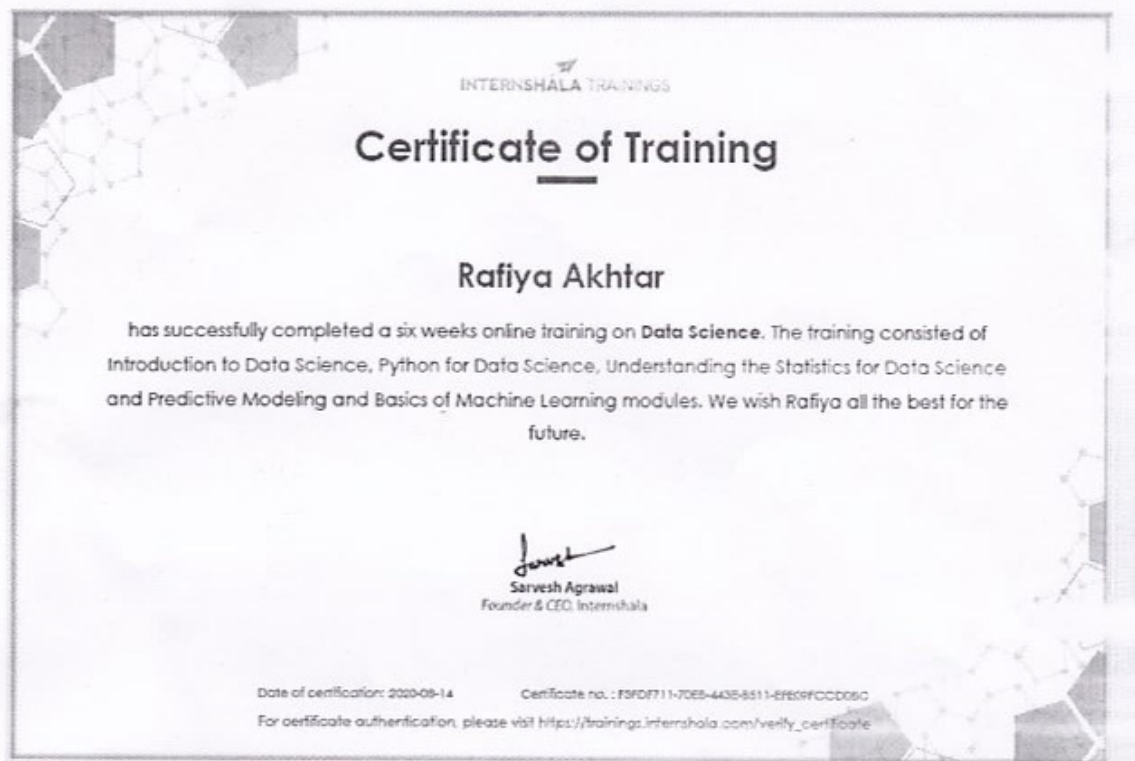 INTERNSHALA TRAININGS
Certificate of Training
Rafiya Akhtar
has successfully completed a six weeks online training on Data Science. The training consisted of
Introduction to Data Science, Python for Data Science, Understanding the Statistics for Data Science
and Predictive Modeling and Basics of Machine Learning modules. We wish Rafiya all the best for the
future.
Sarvesh Agrawal
Founder & CEO, Internshala
Date of certification: 2020-08-14 Certificate no. :
For certificate authentication, please visit https://trainings.internshala.com/verify_certificate